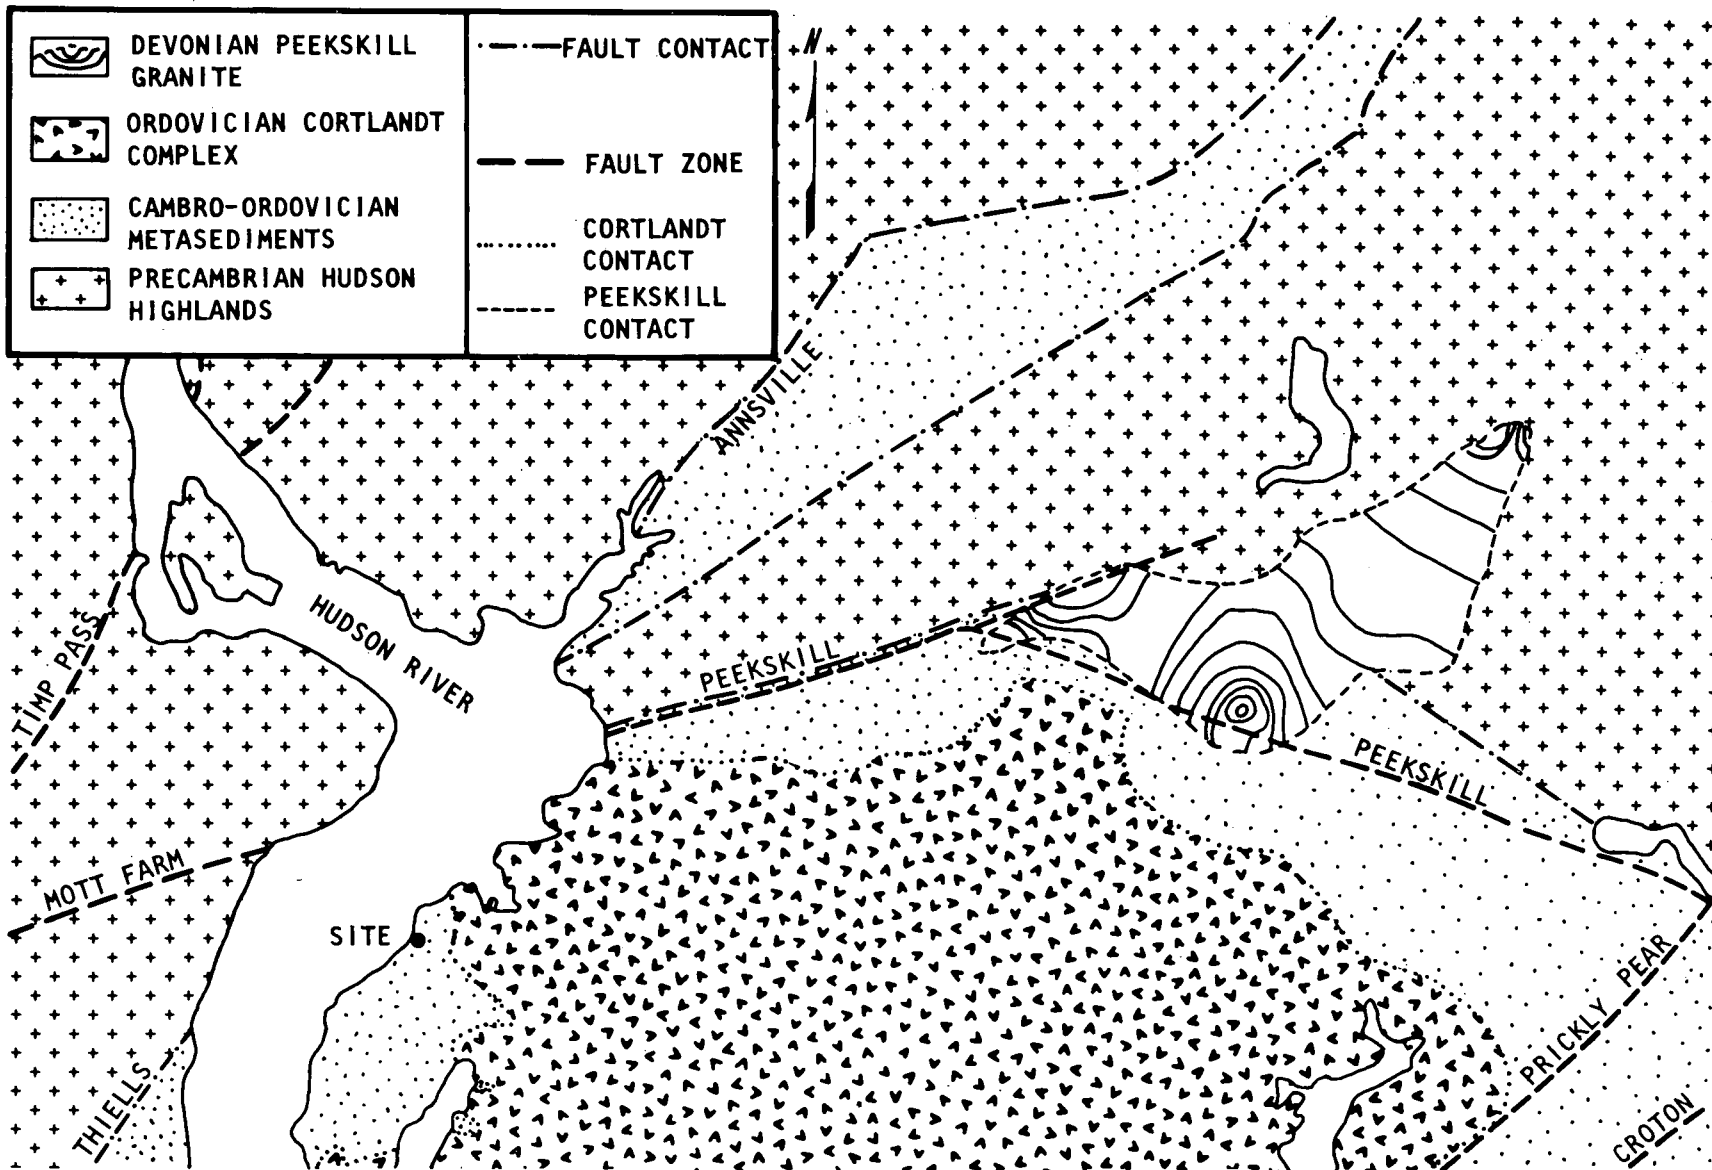 DEVONIAN PEEKSKILL
GRANITE
ORDOVICIAN CORTLANDT
COMPLEX
CAMBRO-ORDOVICIAN
METASEDIMENTS
PRECAMBRIAN HUDSON
HIGHLANDS
FAULT CONTACT
FAULT ZONE
CORTLANDT
CONTACT
PEEKSKILL
CONTACT
N
ANNSVILLE
HUDSON RIVER
TIMP PASS
PEEKSKILL
PEEKSKILL
MOTT FARM
SITE
PRICKLY PEAR
THIELLS
CROTON